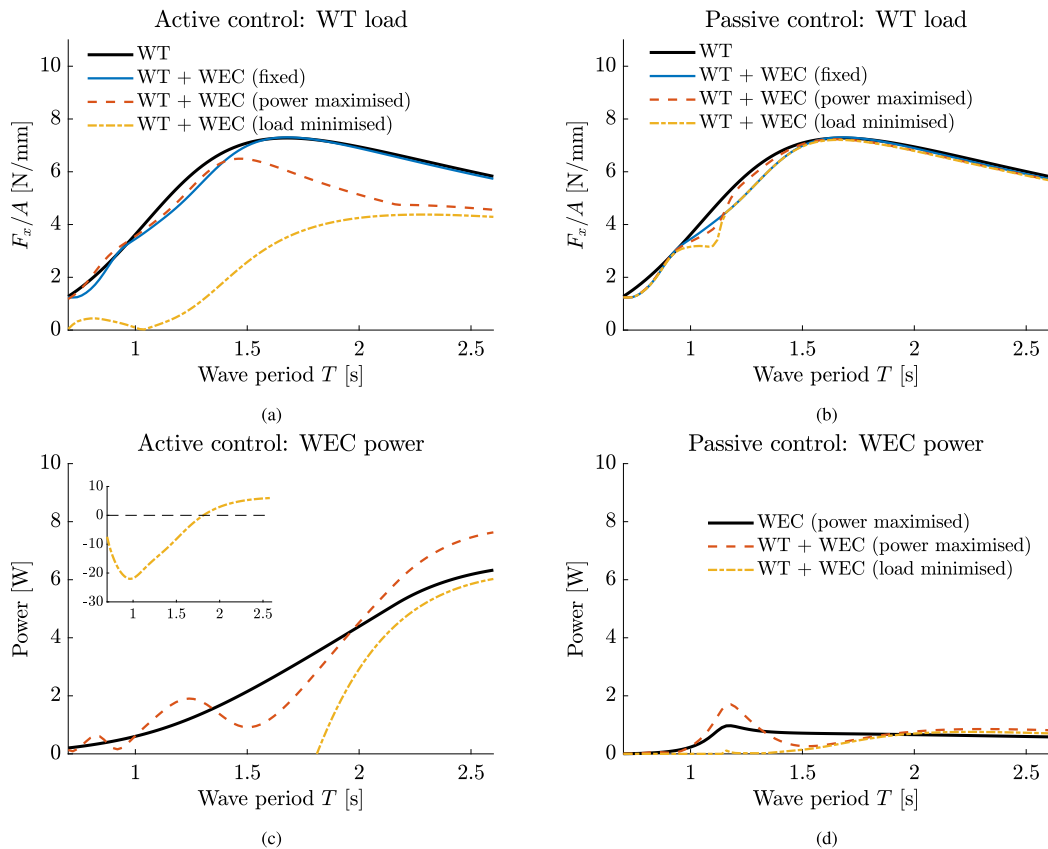 Active control: WT load
WT
WT + WEC (fixed)
WT + WEC (power maximised)
WT + WEC (load minimised)
10
8
6
4
2
0
F_x/A [N/mm]
1
1.5
2
2.5
Wave period T [s]
(a)
Passive control: WT load
WT
WT + WEC (fixed)
WT + WEC (power maximised)
WT + WEC (load minimised)
10
8
6
4
2
0
F_x/A [N/mm]
1
1.5
2
2.5
Wave period T [s]
(b)
Active control: WEC power
10
8
6
4
2
0
Power [W]
10
0
-10
-20
-30
1
1.5
2
2.5
1
1.5
2
2.5
Wave period T [s]
(c)
Passive control: WEC power
WEC (power maximised)
WT + WEC (power maximised)
WT + WEC (load minimised)
10
8
6
4
2
0
Power [W]
1
1.5
2
2.5
Wave period T [s]
(d)